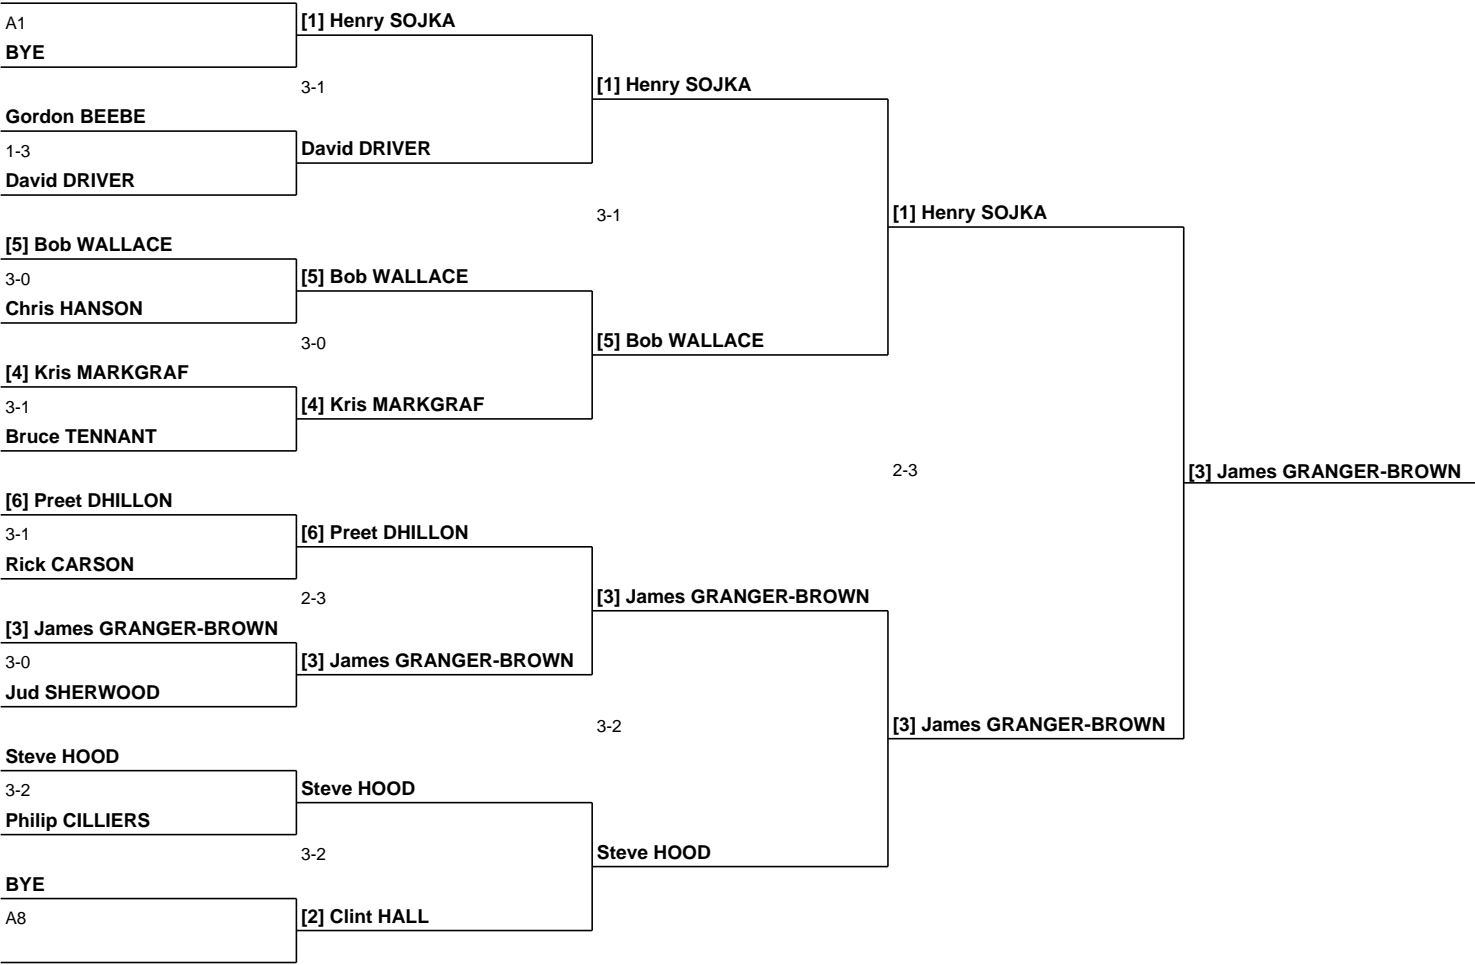 A1
BYE
Gordon BEEBE
1-3
David DRIVER
[5] Bob WALLACE
3-0
Chris HANSON
[4] Kris MARKGRAF
3-1
Bruce TENNANT
[6] Preet DHILLON
3-1
Rick CARSON
[3] James GRANGER-BROWN
3-0
Jud SHERWOOD
Steve HOOD
3-2
Philip CILLIERS
BYE
A8
[1] Henry SOJKA
3-1
David DRIVER
[5] Bob WALLACE
3-0
[4] Kris MARKGRAF
[6] Preet DHILLON
2-3
[3] James GRANGER-BROWN
Steve HOOD
3-2
[2] Clint HALL
[1] Henry SOJKA
3-1
[5] Bob WALLACE
[3] James GRANGER-BROWN
3-2
Steve HOOD
[1] Henry SOJKA
2-3
[3] James GRANGER-BROWN
[3] James GRANGER-BROWN